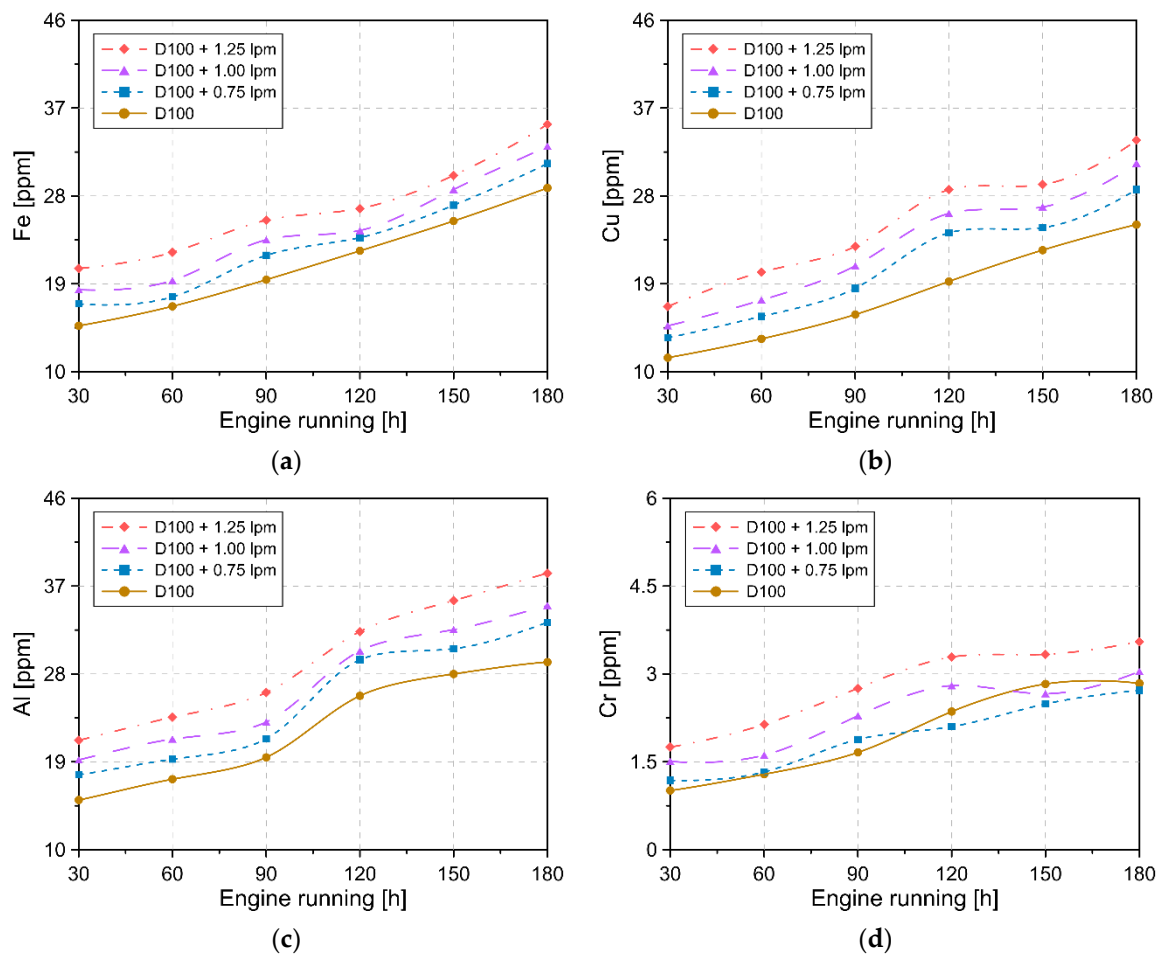 46
37
28
19
10
Fe [ppm]
D100 + 1.25 lpm
D100 + 1.00 lpm
D100 + 0.75 lpm
D100
30 60 90 120 150 180
Engine running [h]
(a)
46
37
28
19
10
Cu [ppm]
D100 + 1.25 lpm
D100 + 1.00 lpm
D100 + 0.75 lpm
D100
30 60 90 120 150 180
Engine running [h]
(b)
46
37
28
19
10
Al [ppm]
D100 + 1.25 lpm
D100 + 1.00 lpm
D100 + 0.75 lpm
D100
30 60 90 120 150 180
Engine running [h]
(c)
6
4.5
3
1.5
0
Cr [ppm]
D100 + 1.25 lpm
D100 + 1.00 lpm
D100 + 0.75 lpm
D100
30 60 90 120 150 180
Engine running [h]
(d)